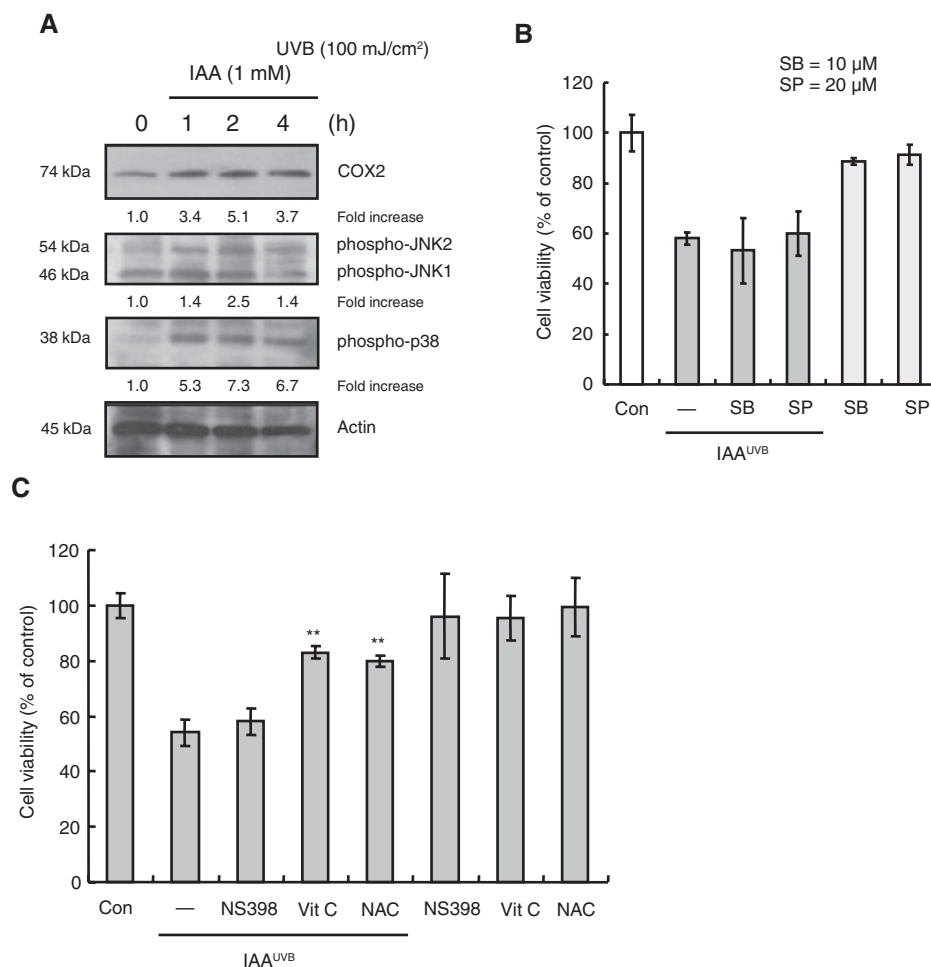 A
UVB (100 mJ/cm²)
IAA (1 mM)
0 1 2 4 (h)
74 kDa COX2
1.0 3.4 5.1 3.7 Fold increase
54 kDa phospho-JNK2
46 kDa phospho-JNK1
1.0 1.4 2.5 1.4 Fold increase
38 kDa phospho-p38
1.0 5.3 7.3 6.7 Fold increase
45 kDa Actin
B
SB = 10 µM
SP = 20 µM
Cell viability (% of control)
120
100
80
60
40
20
0
Con — SB SP SB SP
IAA^UVB
C
Cell viability (% of control)
120
100
80
60
40
20
0
** **
Con — NS398 Vit C NAC NS398 Vit C NAC
IAA^UVB